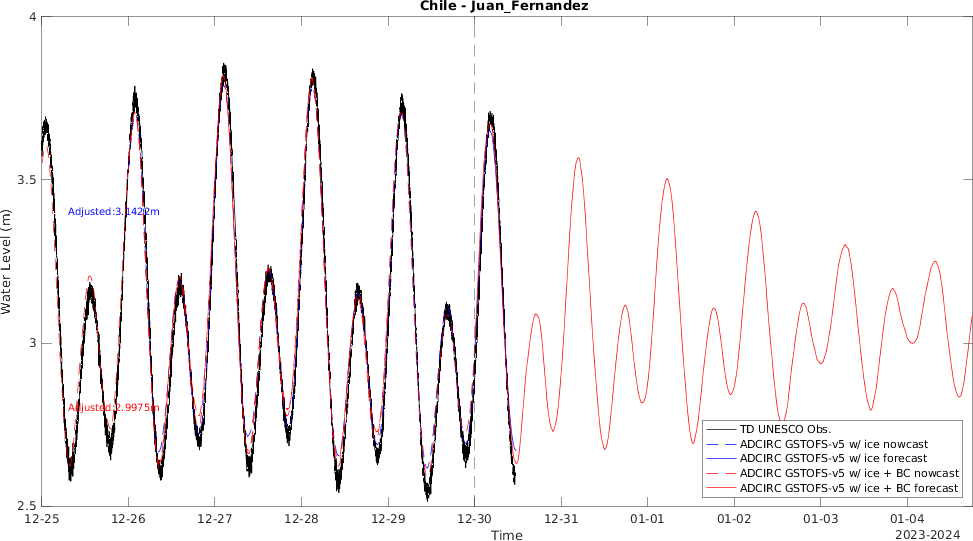 Chile - Juan_Fernandez
4
3.5
3
2.5
Water Level (m)
Adjusted:3.1422m
Adjusted:2.9975m
TD UNESCO Obs.
ADCIRC GSTOFS-v5 w/ ice nowcast
ADCIRC GSTOFS-v5 w/ ice forecast
ADCIRC GSTOFS-v5 w/ ice + BC nowcast
ADCIRC GSTOFS-v5 w/ ice + BC forecast
12-25 12-26 12-27 12-28 12-29 12-30 12-31 01-01 01-02 01-03 01-04
Time
2023-2024